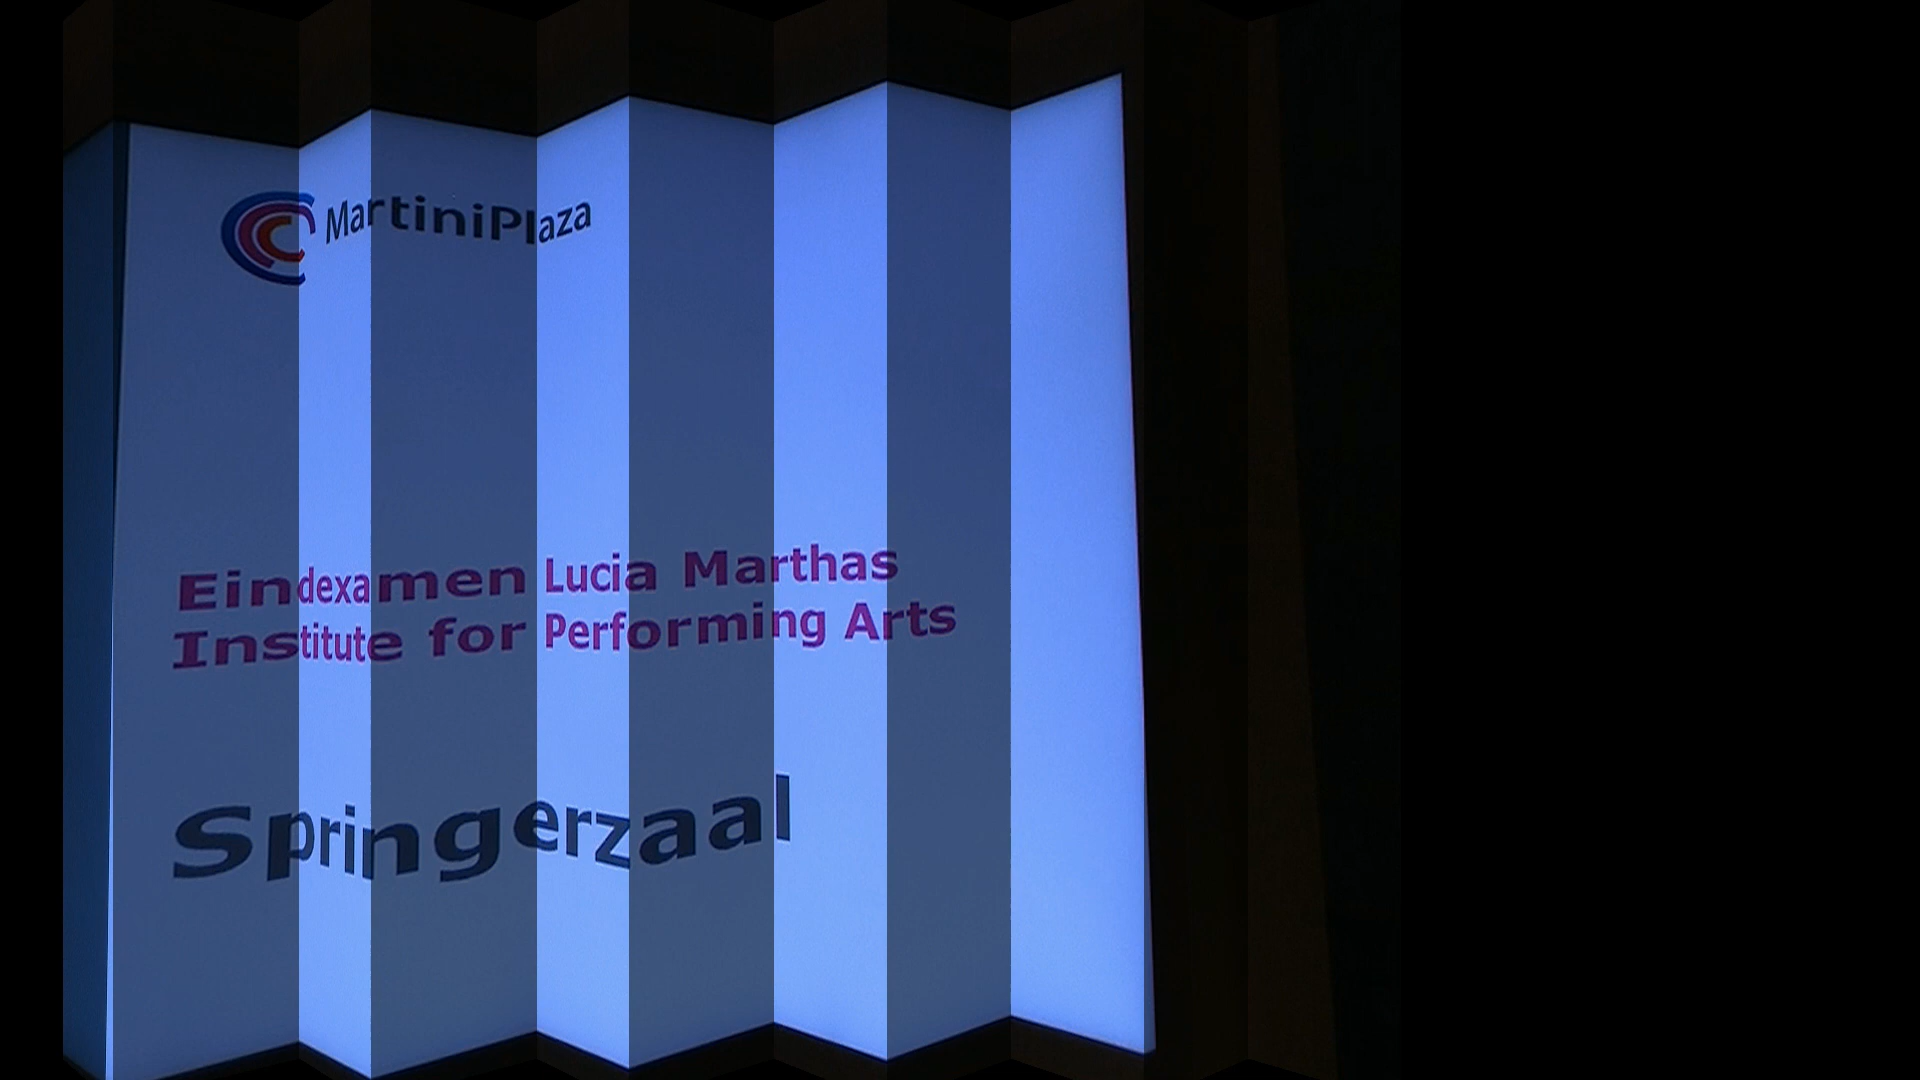 MartiniPlaza
Eindexamen Lucia Marthas
Institute for Performing Arts
Springerzaal